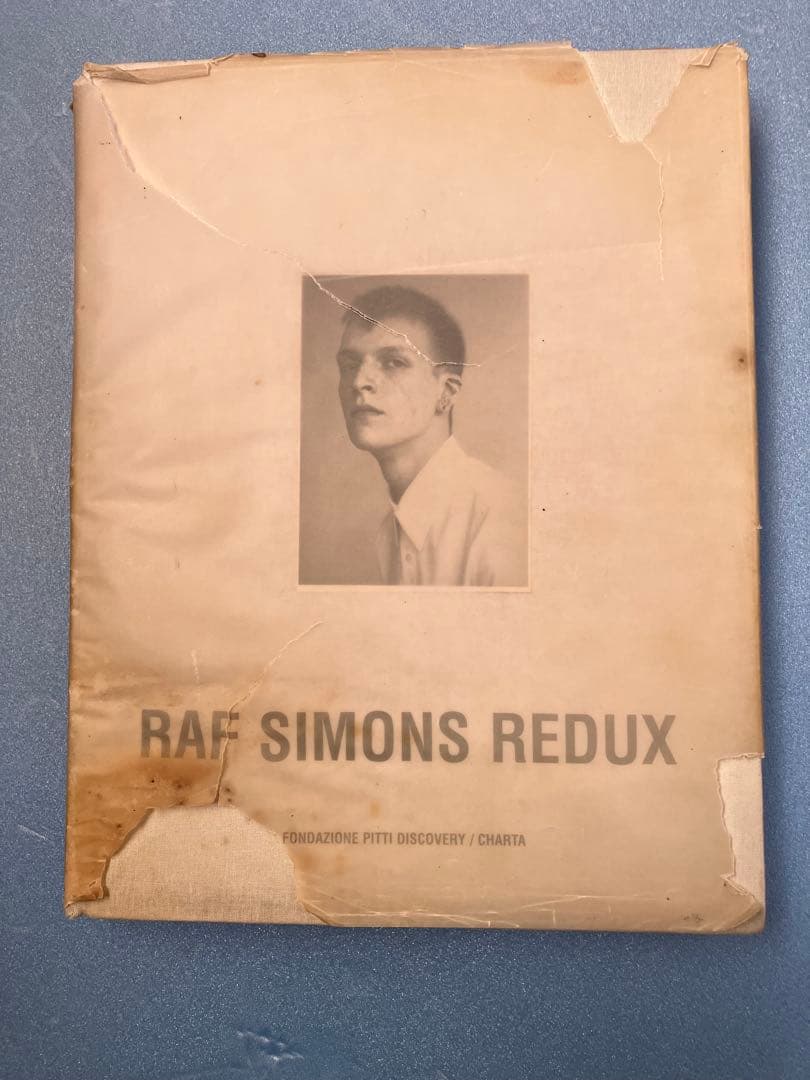 RAF SIMONS REDUX
FONDAZIONE PITTI DISCOVERY / CHARTA